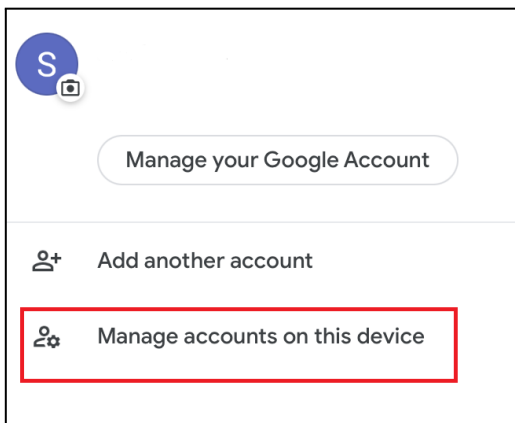 S
Manage your Google Account
Add another account
Manage accounts on this device